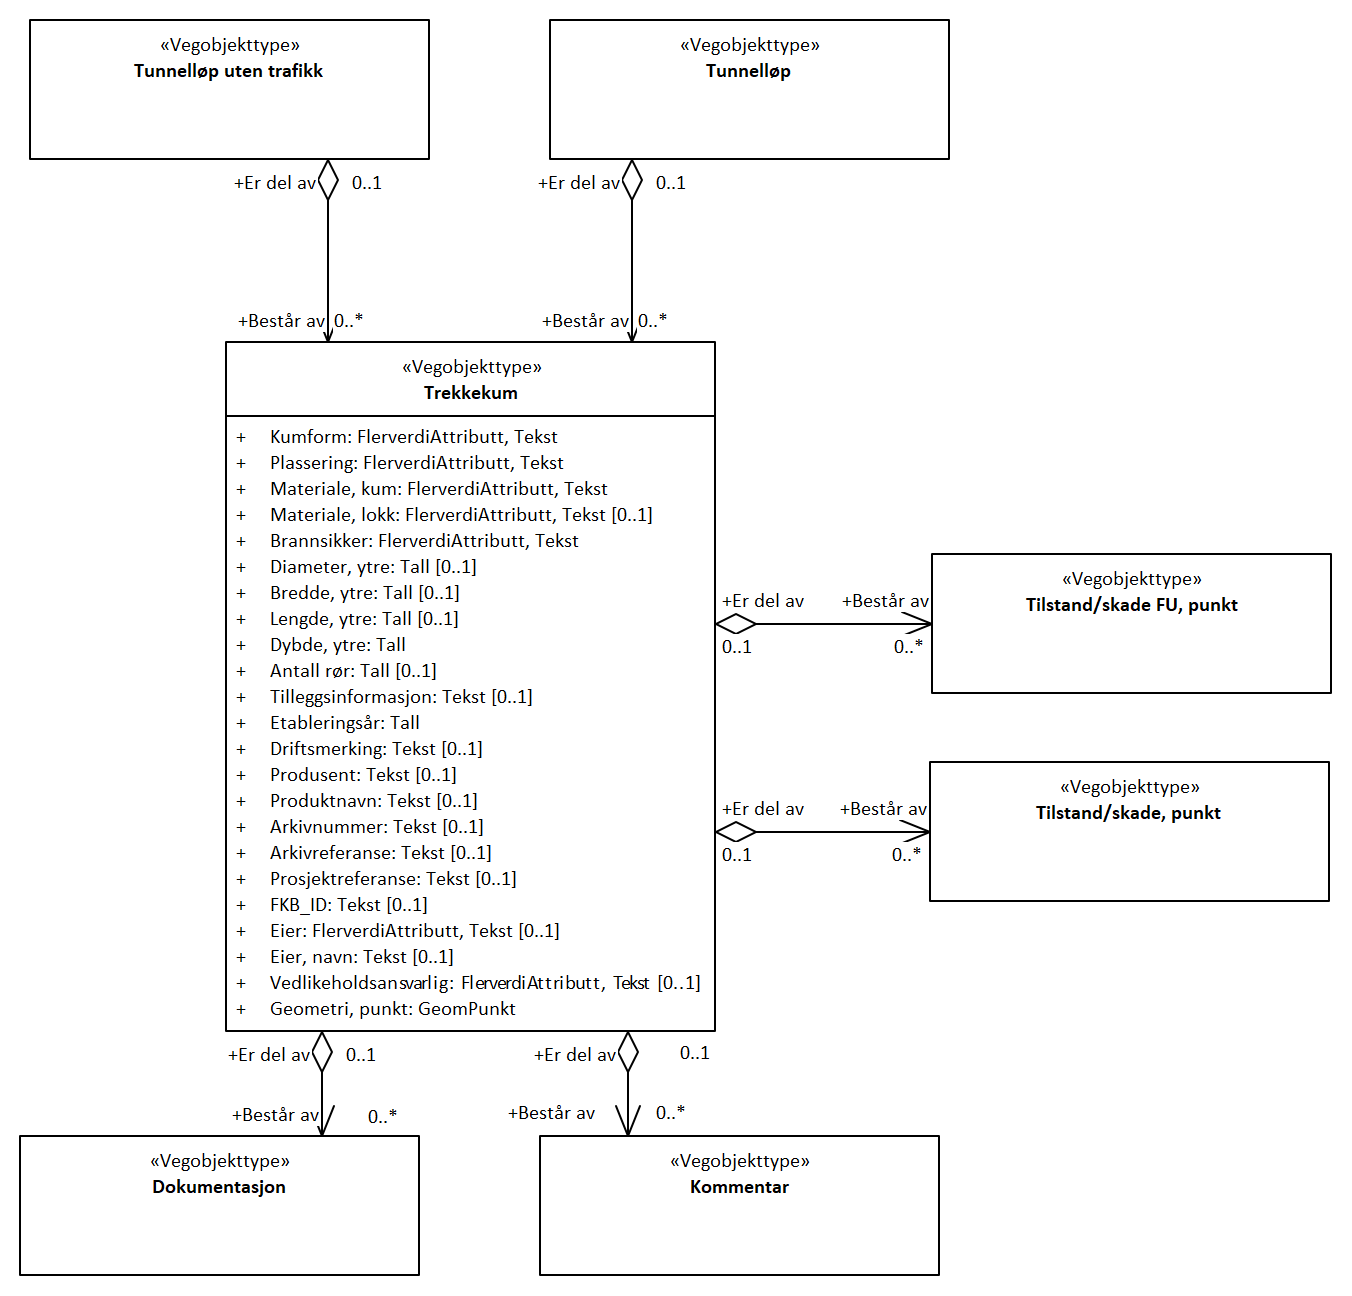 «Vegobjekttype»
Tunnelløp uten trafikk
«Vegobjekttype»
Tunnelløp
+Er del av 0..1
+Er del av 0..1
+Består av 0..*
+Består av 0..*
«Vegobjekttype»
Trekkekum
+ Kumform: FlerverdiAttributt, Tekst
+ Plassering: FlerverdiAttributt, Tekst
+ Materiale, kum: FlerverdiAttributt, Tekst
+ Materiale, lokk: FlerverdiAttributt, Tekst [0..1]
+ Brannsikker: FlerverdiAttributt, Tekst
+ Diameter, ytre: Tall [0..1]
+ Bredde, ytre: Tall [0..1]
+ Lengde, ytre: Tall [0..1]
+ Dybde, ytre: Tall
+ Antall rør: Tall [0..1]
+ Tilleggsinformasjon: Tekst [0..1]
+ Etableringsår: Tall
+ Driftsmerking: Tekst [0..1]
+ Produsent: Tekst [0..1]
+ Produktnavn: Tekst [0..1]
+ Arkivnummer: Tekst [0..1]
+ Arkivreferanse: Tekst [0..1]
+ Prosjektreferanse: Tekst [0..1]
+ FKB_ID: Tekst [0..1]
+ Eier: FlerverdiAttributt, Tekst [0..1]
+ Eier, navn: Tekst [0..1]
+ Vedlikeholdsansvarlig: FlerverdiAttributt, Tekst [0..1]
+ Geometri, punkt: GeomPunkt
+Er del av +Består av
0..1 0..*
«Vegobjekttype»
Tilstand/skade FU, punkt
+Er del av +Består av
0..1 0..*
«Vegobjekttype»
Tilstand/skade, punkt
+Er del av 0..1
+Er del av 0..1
+Består av 0..*
+Består av 0..*
«Vegobjekttype»
Dokumentasjon
«Vegobjekttype»
Kommentar